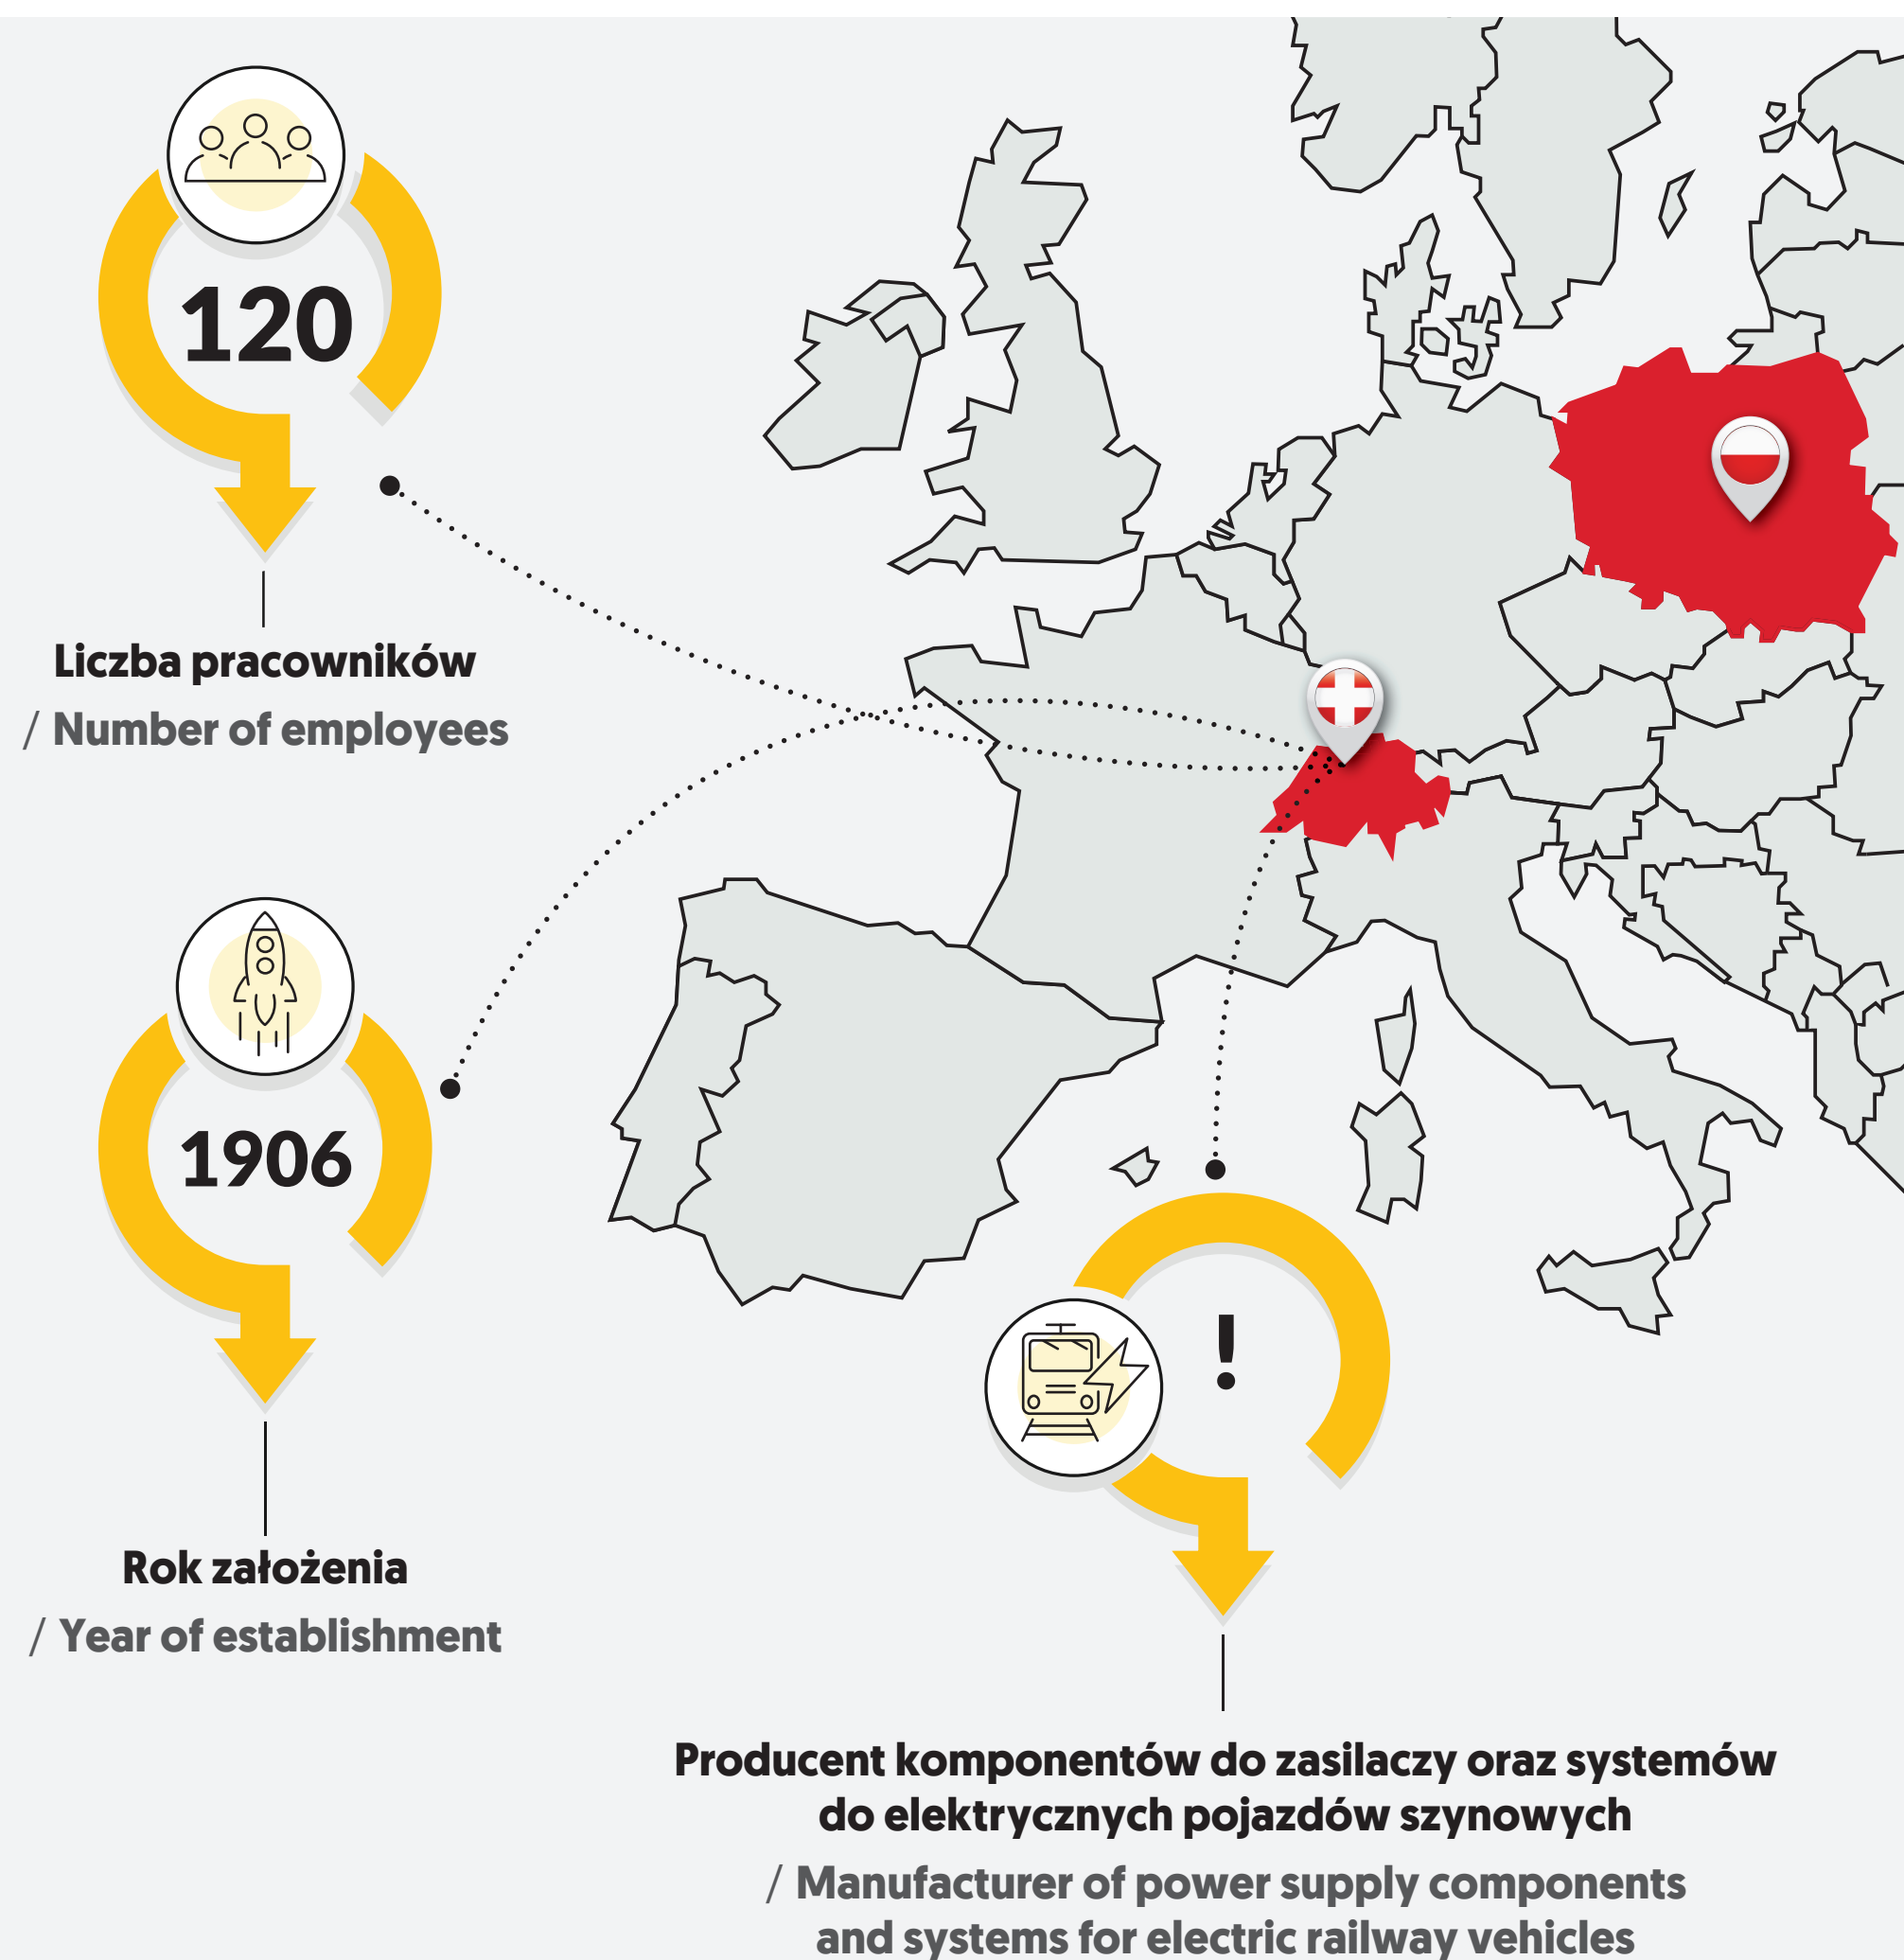 120
Liczba pracowników
/ Number of employees
1906
Rok założenia
/ Year of establishment
!
Producent komponentów do zasilaczy oraz systemów
do elektrycznych pojazdów szynowych
/ Manufacturer of power supply components
and systems for electric railway vehicles